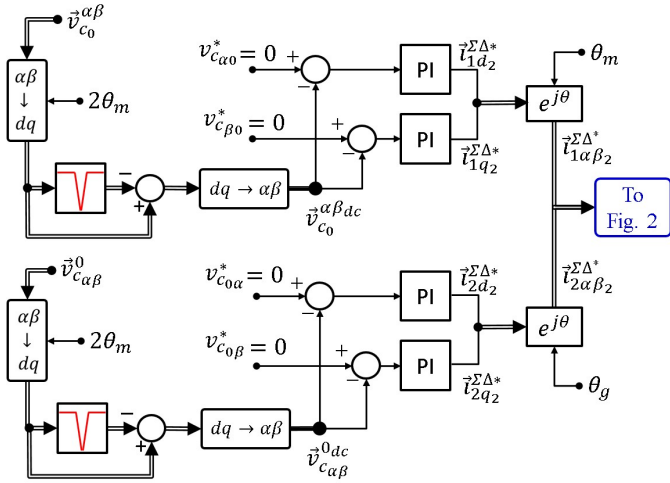 v⃗_{c_0}^{αβ}
αβ
↓
dq
2θ_m
−
+
dq → αβ
v⃗_{c_0}^{αβ dc}
v^*_{c_{α0}} = 0
+
−
PI
i⃗_{1d_2}^{ΣΔ*}
v^*_{c_{β0}} = 0
+
−
PI
i⃗_{1q_2}^{ΣΔ*}
θ_m
e^{jθ}
i⃗_{1αβ_2}^{ΣΔ*}
To
Fig. 2
v⃗_{c_{αβ}}^{0}
αβ
↓
dq
2θ_m
−
+
dq → αβ
v⃗_{c_{αβ}}^{0 dc}
v^*_{c_{0α}} = 0
+
−
PI
i⃗_{2d_2}^{ΣΔ*}
v^*_{c_{0β}} = 0
+
−
PI
i⃗_{2q_2}^{ΣΔ*}
i⃗_{2αβ_2}^{ΣΔ*}
e^{jθ}
θ_g